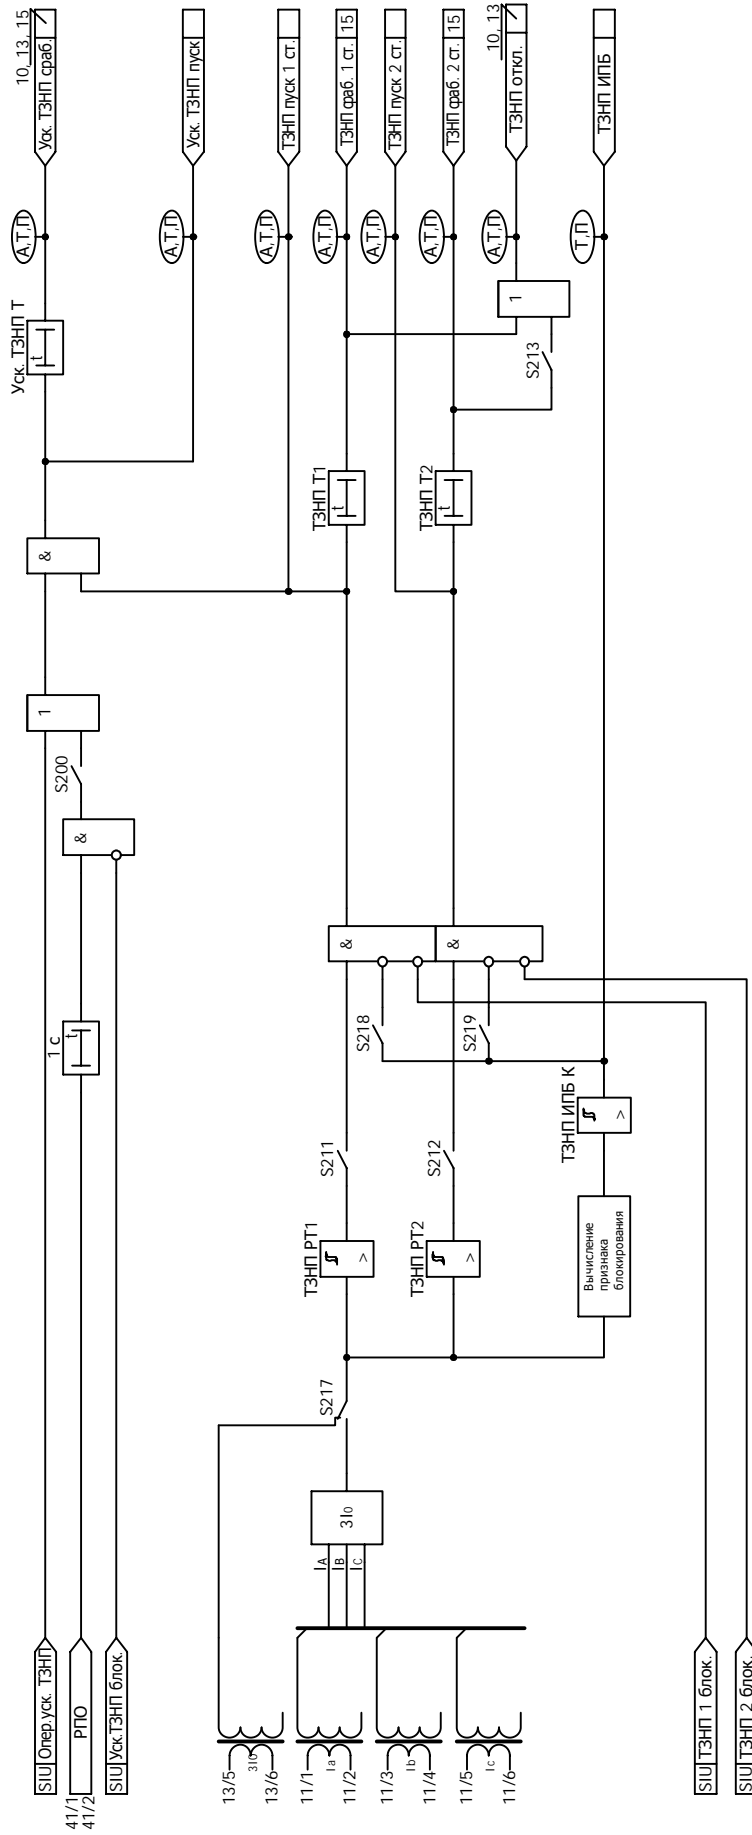 SIU Опер.уск. ТЗНП
41/1
41/2
РПО
SIU Уск.ТЗНП блок.
13/5
3I0
13/6
11/1
Ia
11/2
11/3
Ib
11/4
11/5
Ic
11/6
SIU ТЗНП 1 блок.
SIU ТЗНП 2 блок.
IA
IB
IC
3I0
S217
ТЗНП РТ1
>
ТЗНП РТ2
>
Вычисление
признака
блокирования
S211
S212
ТЗНП ИПБ К
>
1 с
t
S218
S219
&
&
&
S200
1
&
ТЗНП Т1
t
ТЗНП Т2
t
S213
1
Уск. ТЗНП Т
t
А,Т,П
А,Т,П
А,Т,П
А,Т,П
А,Т,П
А,Т,П
А,Т,П
Т,П
Уск. ТЗНП сраб.
10, 13, 15
Уск. ТЗНП пуск
ТЗНП пуск 1 ст.
ТЗНП сраб. 1 ст. 15
ТЗНП пуск 2 ст.
ТЗНП сраб. 2 ст. 15
ТЗНП откл.
10, 13
ТЗНП ИПБ